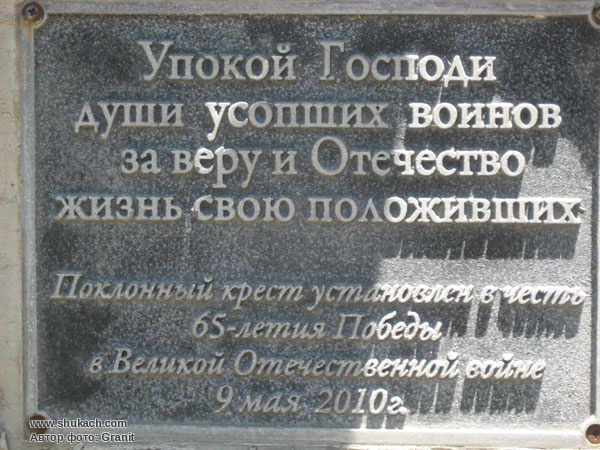 Упокой Господи
души усопших воинов
за веру и Отечество
жизнь свою положивших
Поклонный крест установлен в честь
65-летия Победы
в Великой Отечественной войне
9 мая 2010г.
www.shukach.com
Автор фото: Granit